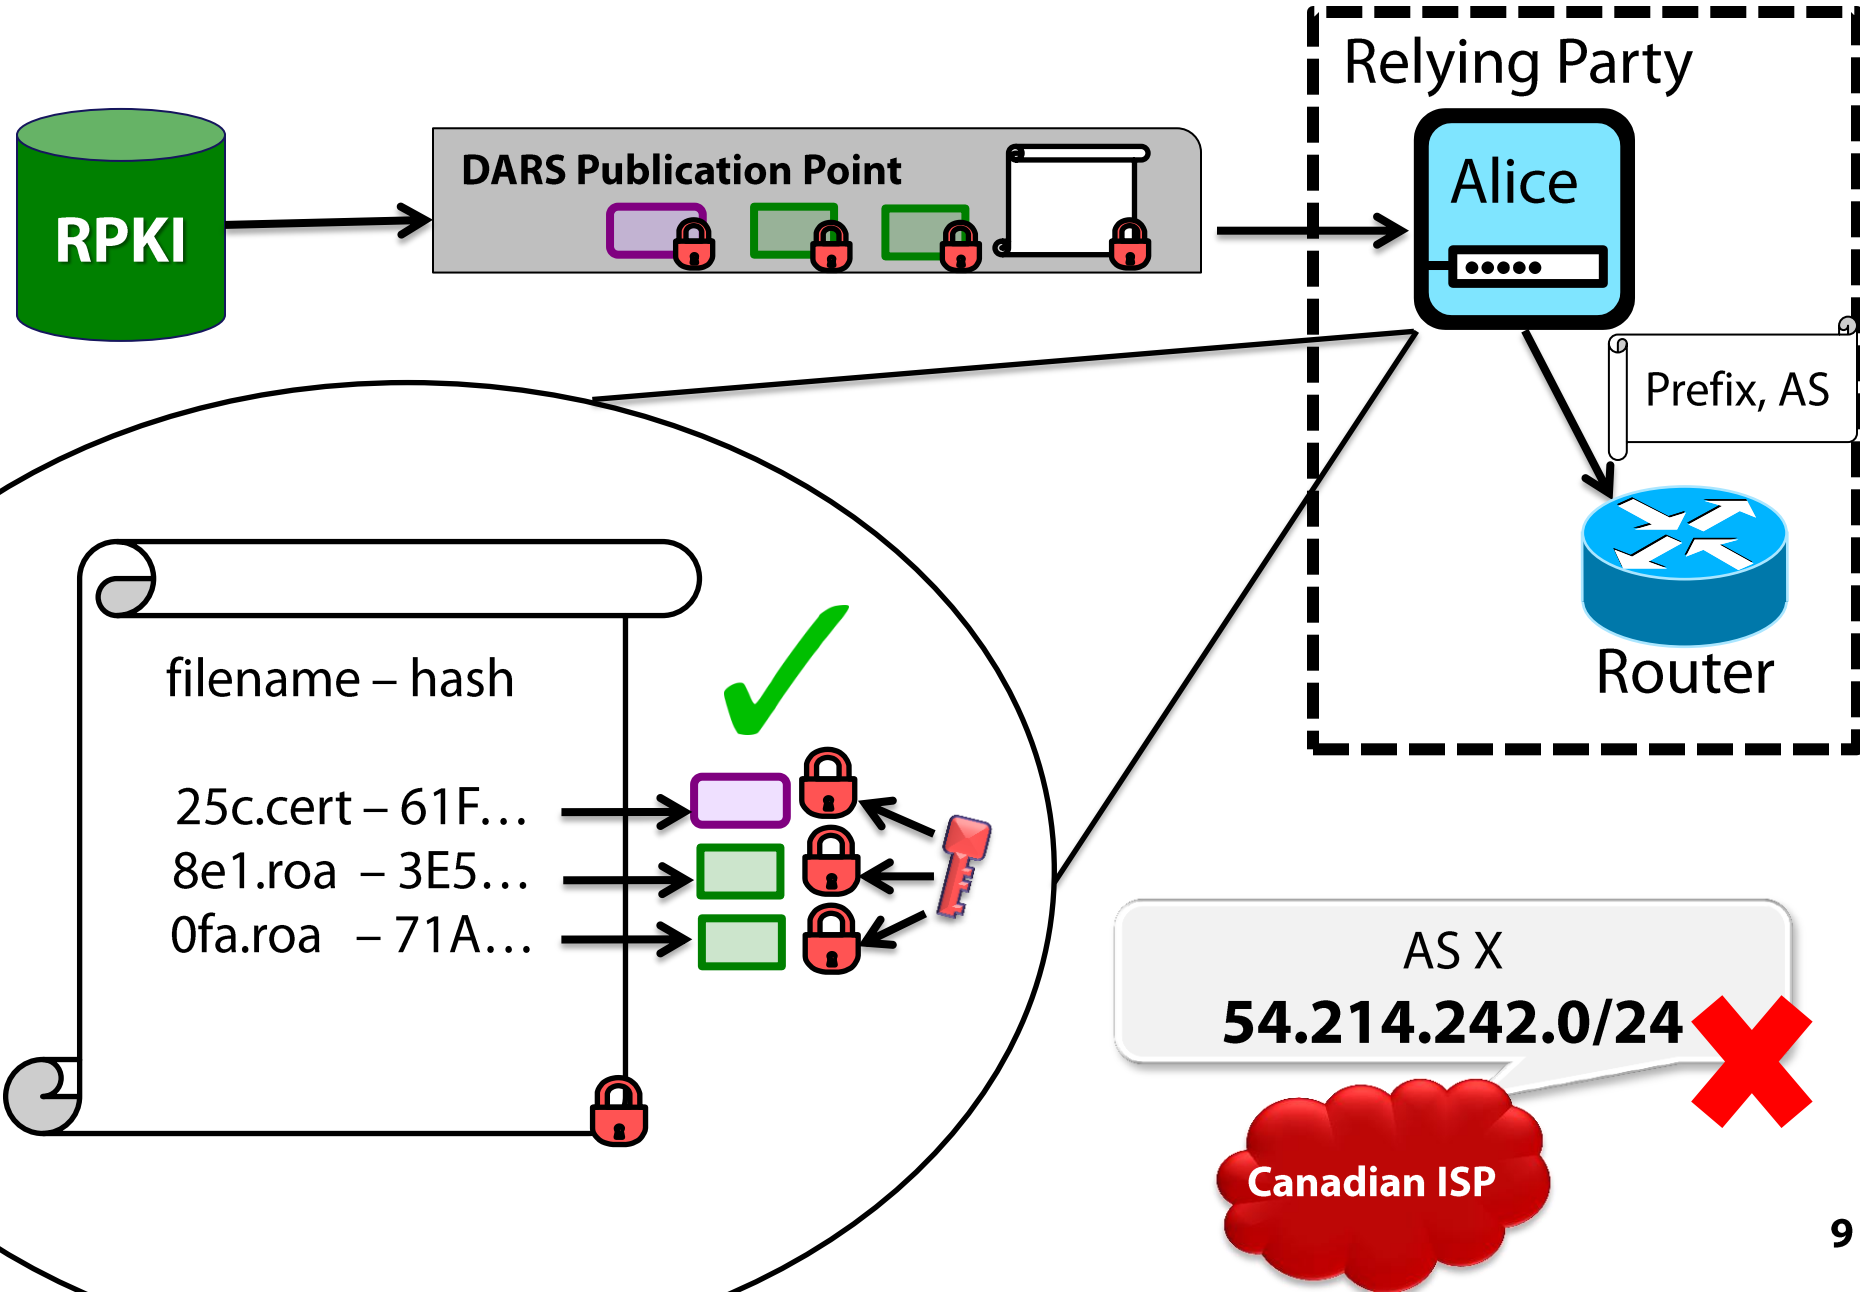 Relying Party
RPKI
DARS Publication Point
Alice
Prefix, AS
Router
filename – hash
25c.cert – 61F…
8e1.roa – 3E5…
0fa.roa – 71A…
AS X
54.214.242.0/24
Canadian ISP
9